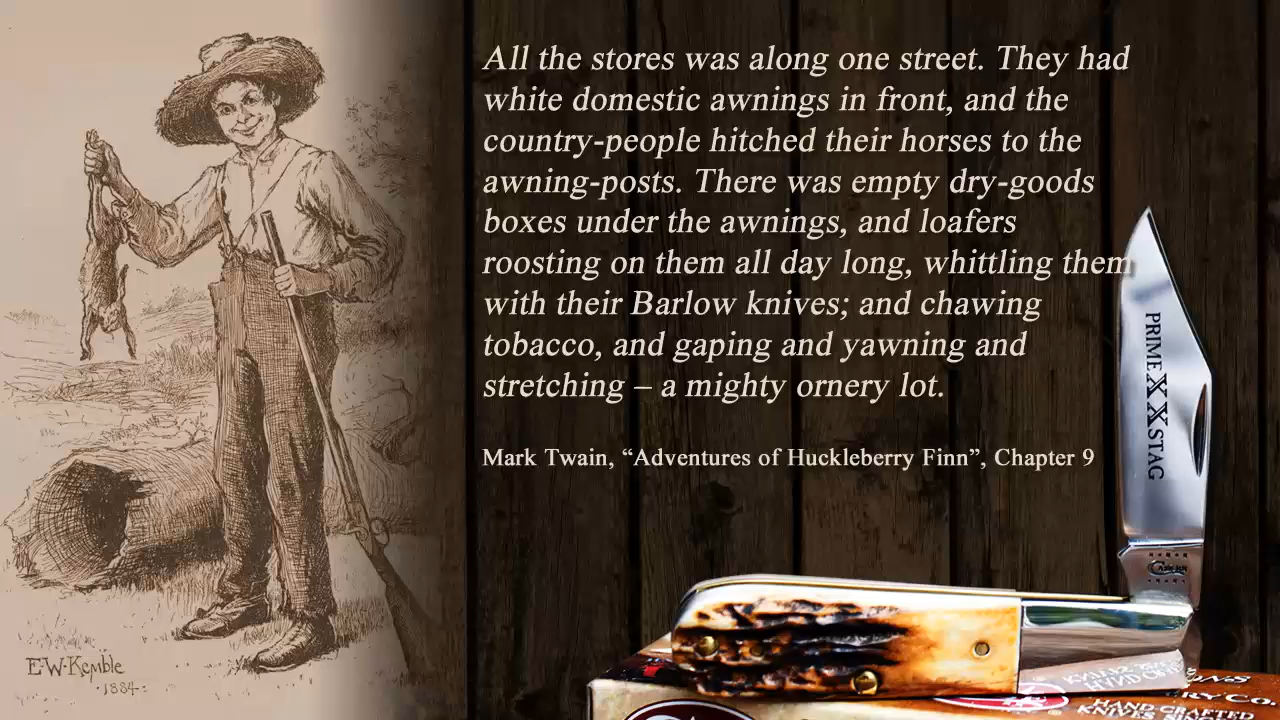 All the stores was along one street. They had
white domestic awnings in front, and the
country-people hitched their horses to the
awning-posts. There was empty dry-goods
boxes under the awnings, and loafers
roosting on them all day long, whittling them
with their Barlow knives; and chawing
tobacco, and gaping and yawning and
stretching – a mighty ornery lot.
Mark Twain, “Adventures of Huckleberry Finn”, Chapter 9
PRIME XX STAG
CASE XX
E·W·Kemble
·1884·:
HAND CRAFTED